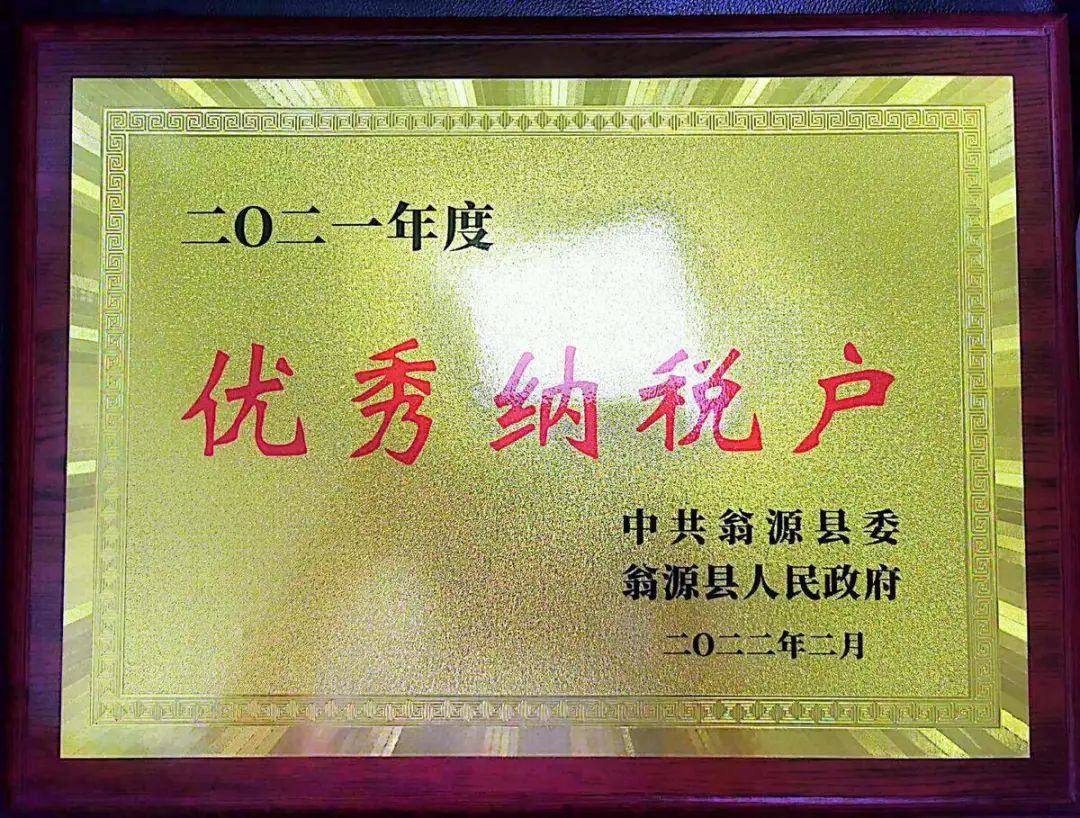 二〇二一年度
优秀纳税户
中共翁源县委
翁源县人民政府
二〇二二年二月